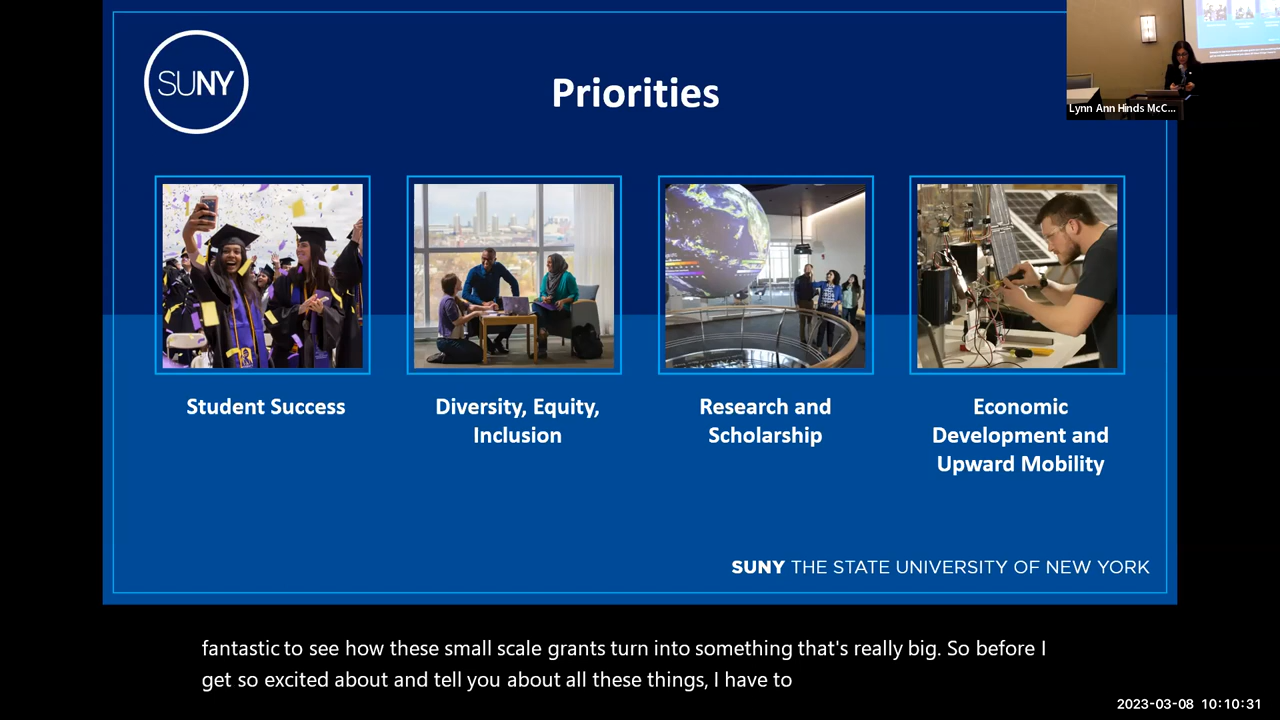 SUNY
Priorities
Lynn Ann Hinds McC...
Student Success
Diversity, Equity,
Inclusion
Research and
Scholarship
Economic
Development and
Upward Mobility
SUNY THE STATE UNIVERSITY OF NEW YORK
fantastic to see how these small scale grants turn into something that's really big. So before I
get so excited about and tell you about all these things, I have to
2023-03-08 10:10:31